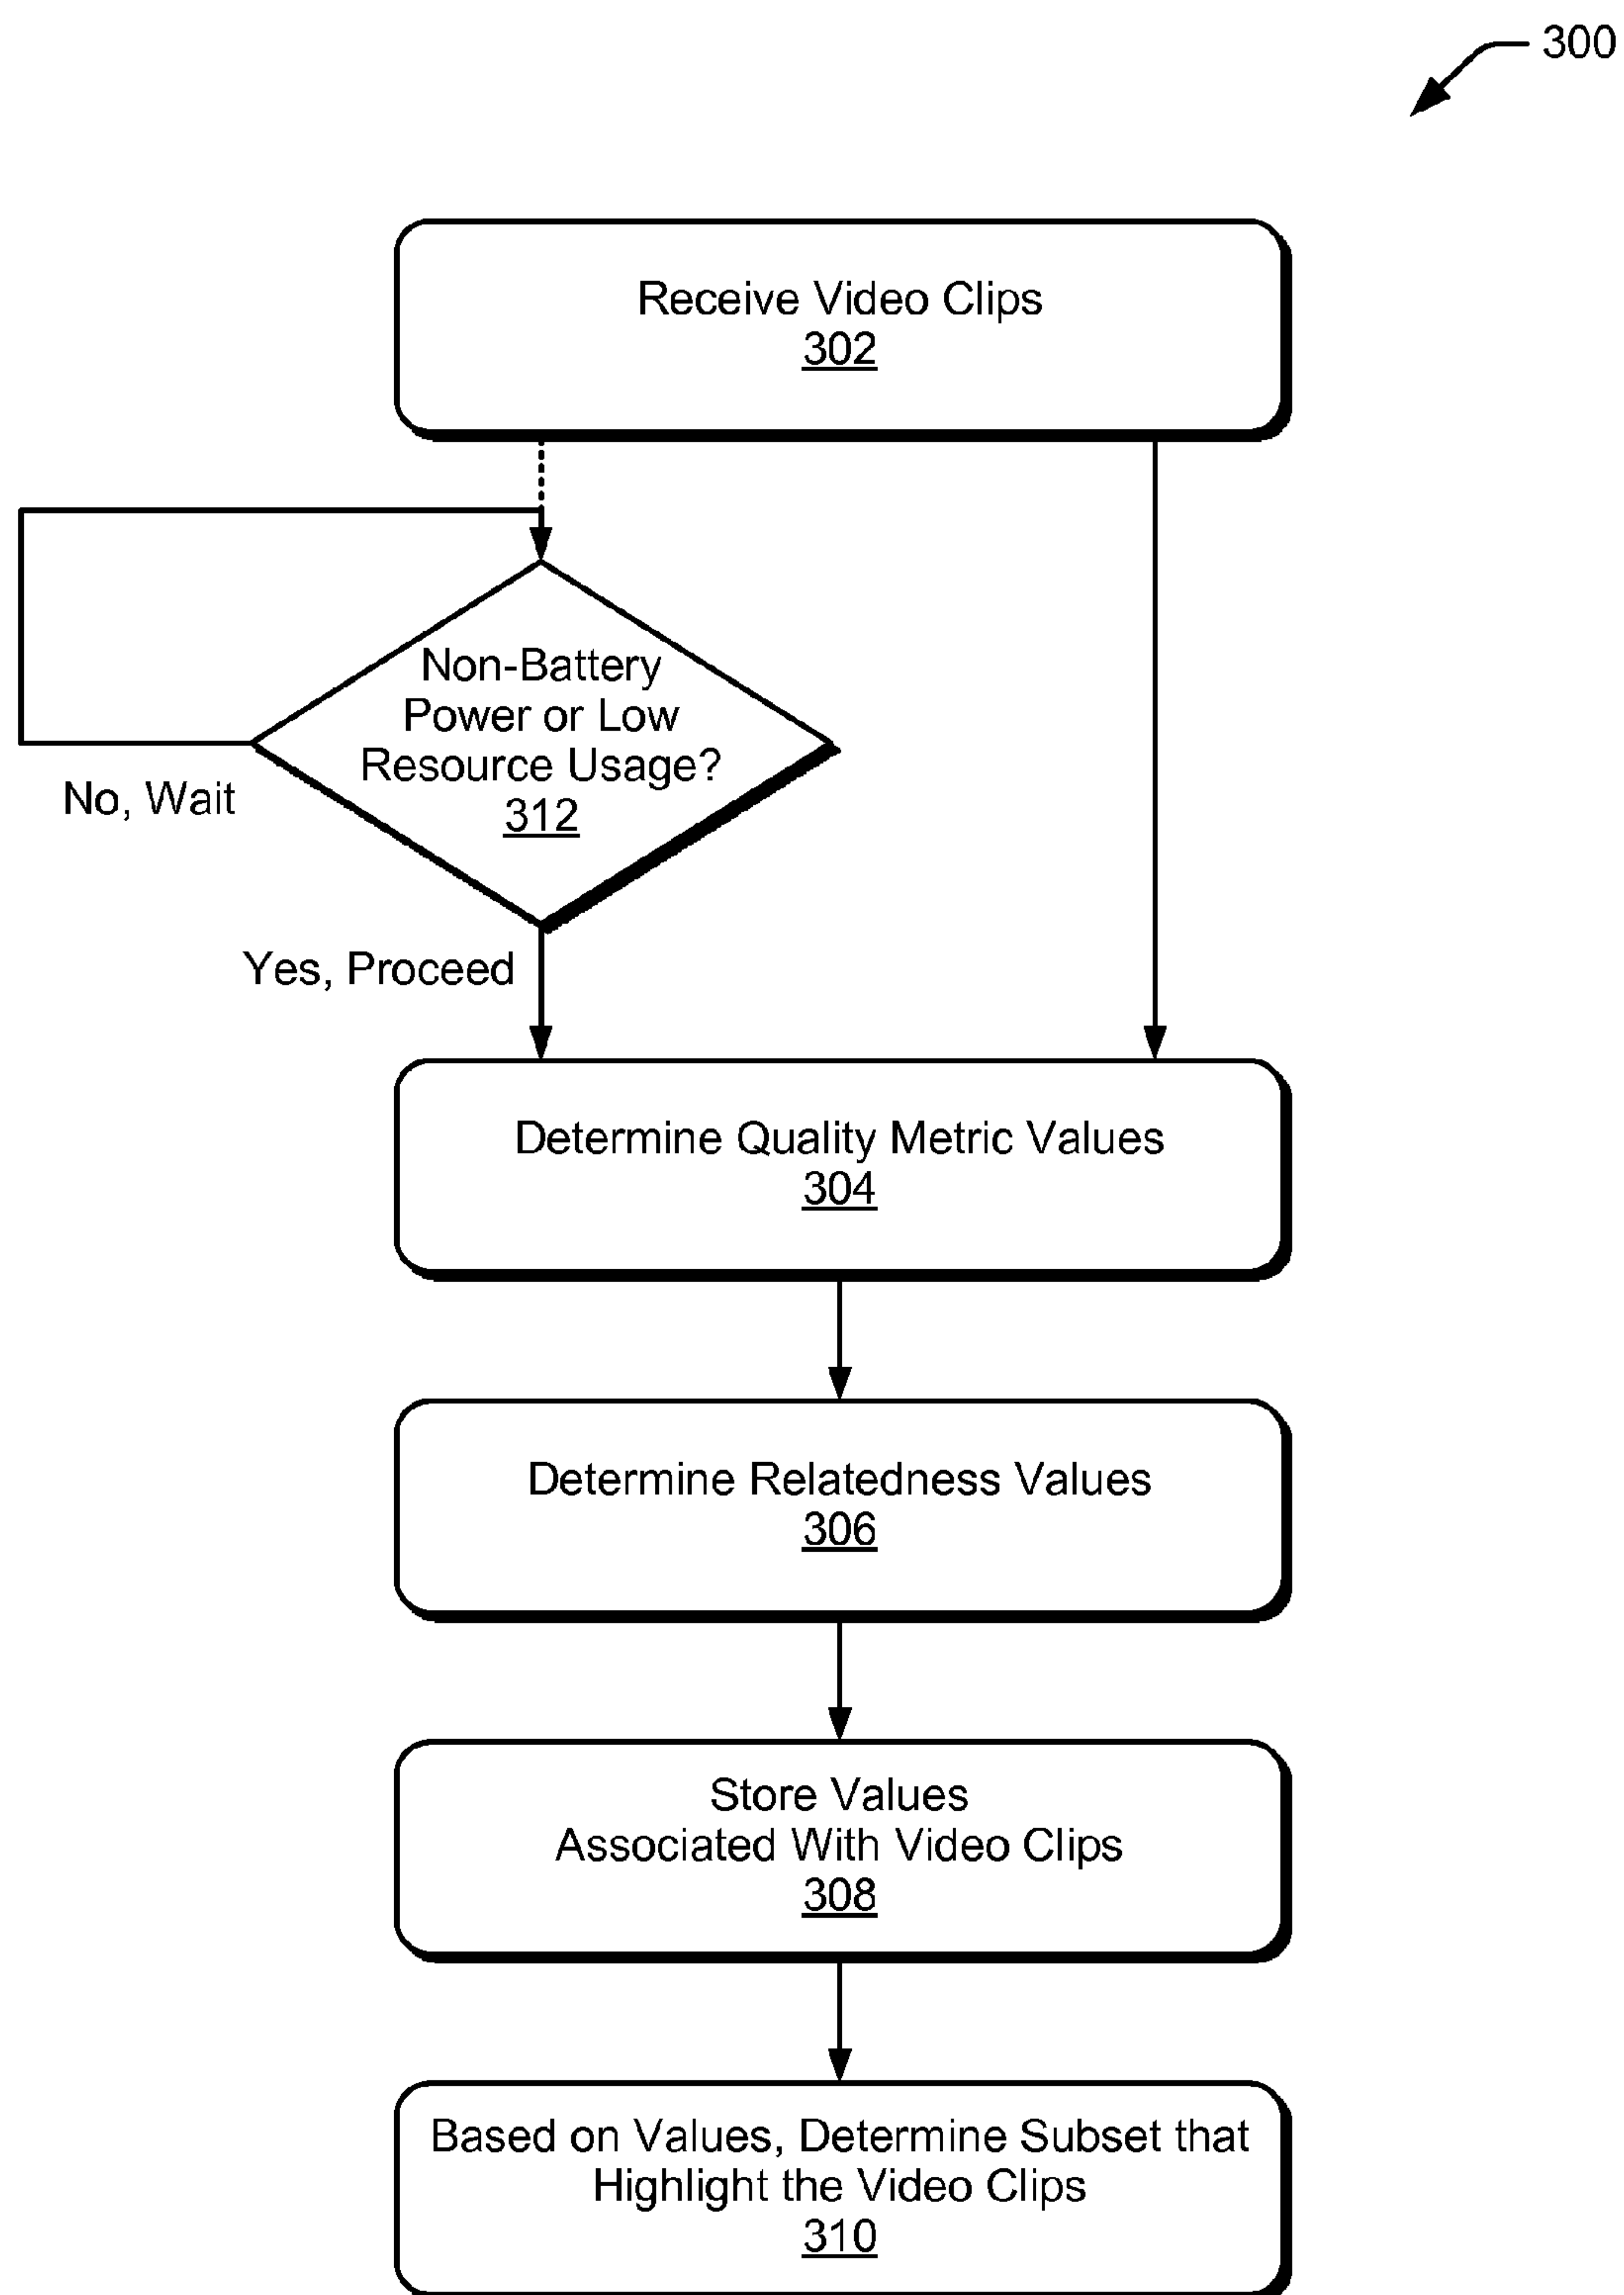 300
Receive Video Clips
302
Non-Battery
Power or Low
Resource Usage?
312
No, Wait
Yes, Proceed
Determine Quality Metric Values
304
Determine Relatedness Values
306
Store Values
Associated With Video Clips
308
Based on Values, Determine Subset that
Highlight the Video Clips
310